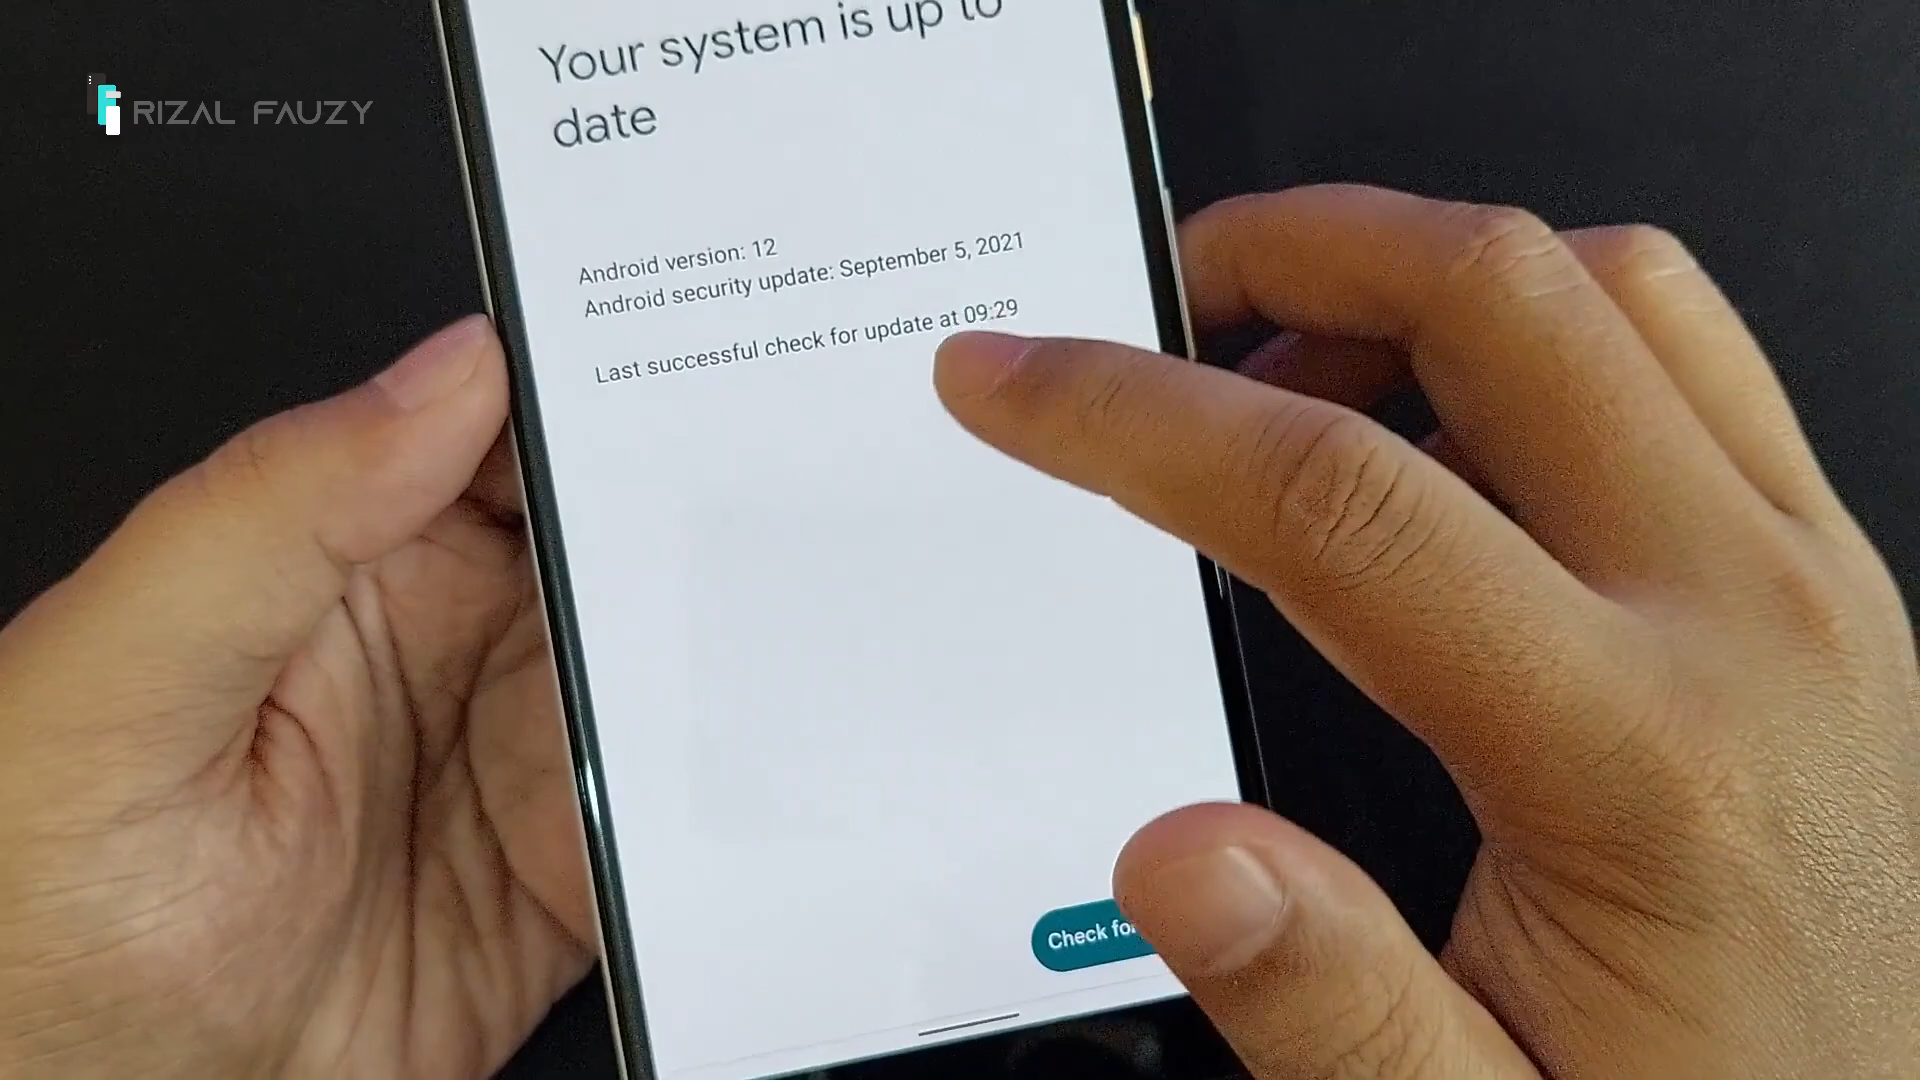 Your system is up to
date
RIZAL FAUZY
Android version: 12
Android security update: September 5, 2021
Last successful check for update at 09:29
Check for